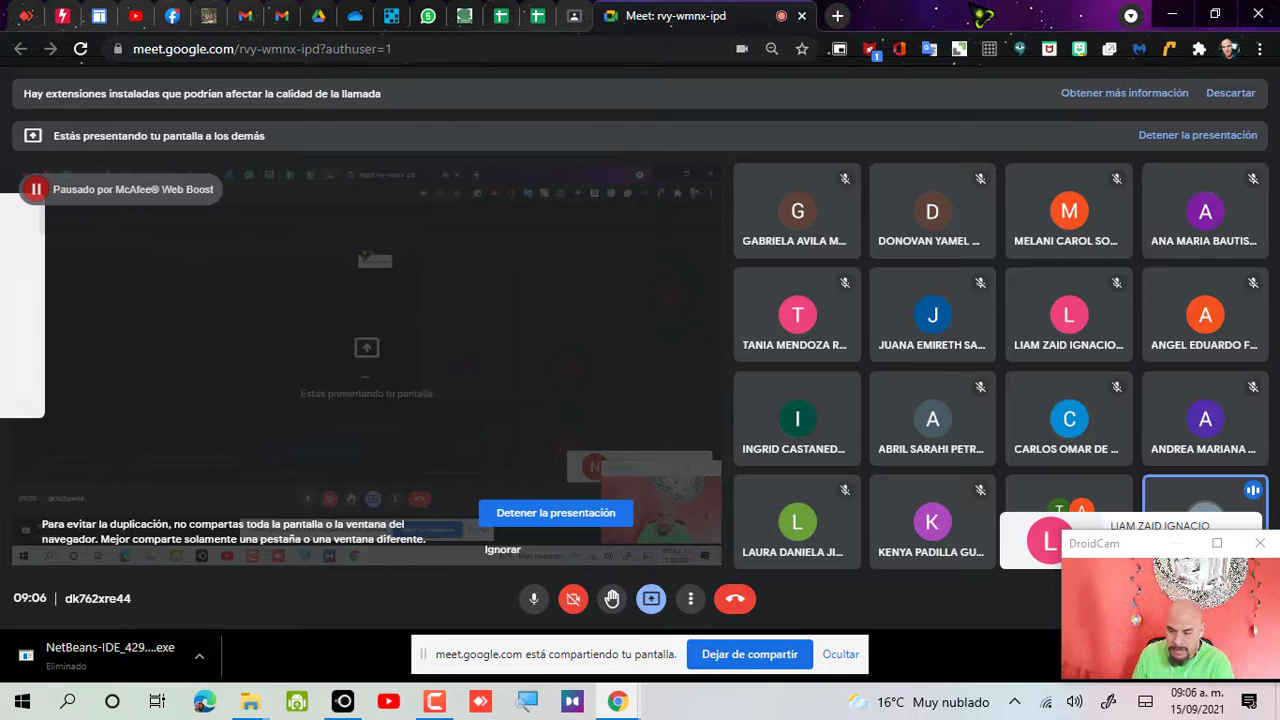 Meet: rvy-wmnx-ipd
meet.google.com/rvy-wmnx-ipd?authuser=1
1
Hay extensiones instaladas que podrían afectar la calidad de la llamada
Obtener más información
Descartar
Estás presentando tu pantalla a los demás
Detener la presentación
Pausado por McAfee® Web Boost
Estás presentando tu pantalla
G
GABRIELA AVILA M...
D
DONOVAN YAMEL ...
M
MELANI CAROL SO...
A
ANA MARIA BAUTIS...
T
TANIA MENDOZA R...
J
JUANA EMIRETH SA...
L
LIAM ZAID IGNACIO...
A
ANGEL EDUARDO F...
I
INGRID CASTANED...
A
ABRIL SARAHI PETR...
C
CARLOS OMAR DE ...
A
ANDREA MARIANA ...
L
LAURA DANIELA JI...
K
KENYA PADILLA GU...
T A
L
LIAM ZAID IGNACIO
DroidCam
N
09:06 dk762xre44
Para evitar la duplicación, no compartas toda la pantalla o la ventana del
navegador. Mejor comparte solamente una pestaña o una ventana diferente.
Detener la presentación
Ignorar
09:06 | dk762xre44
NetBeans-IDE_429....exe
Eliminado
meet.google.com está compartiendo tu pantalla.
Dejar de compartir
Ocultar
16°C Muy nublado
09:06 a. m.
15/09/2021